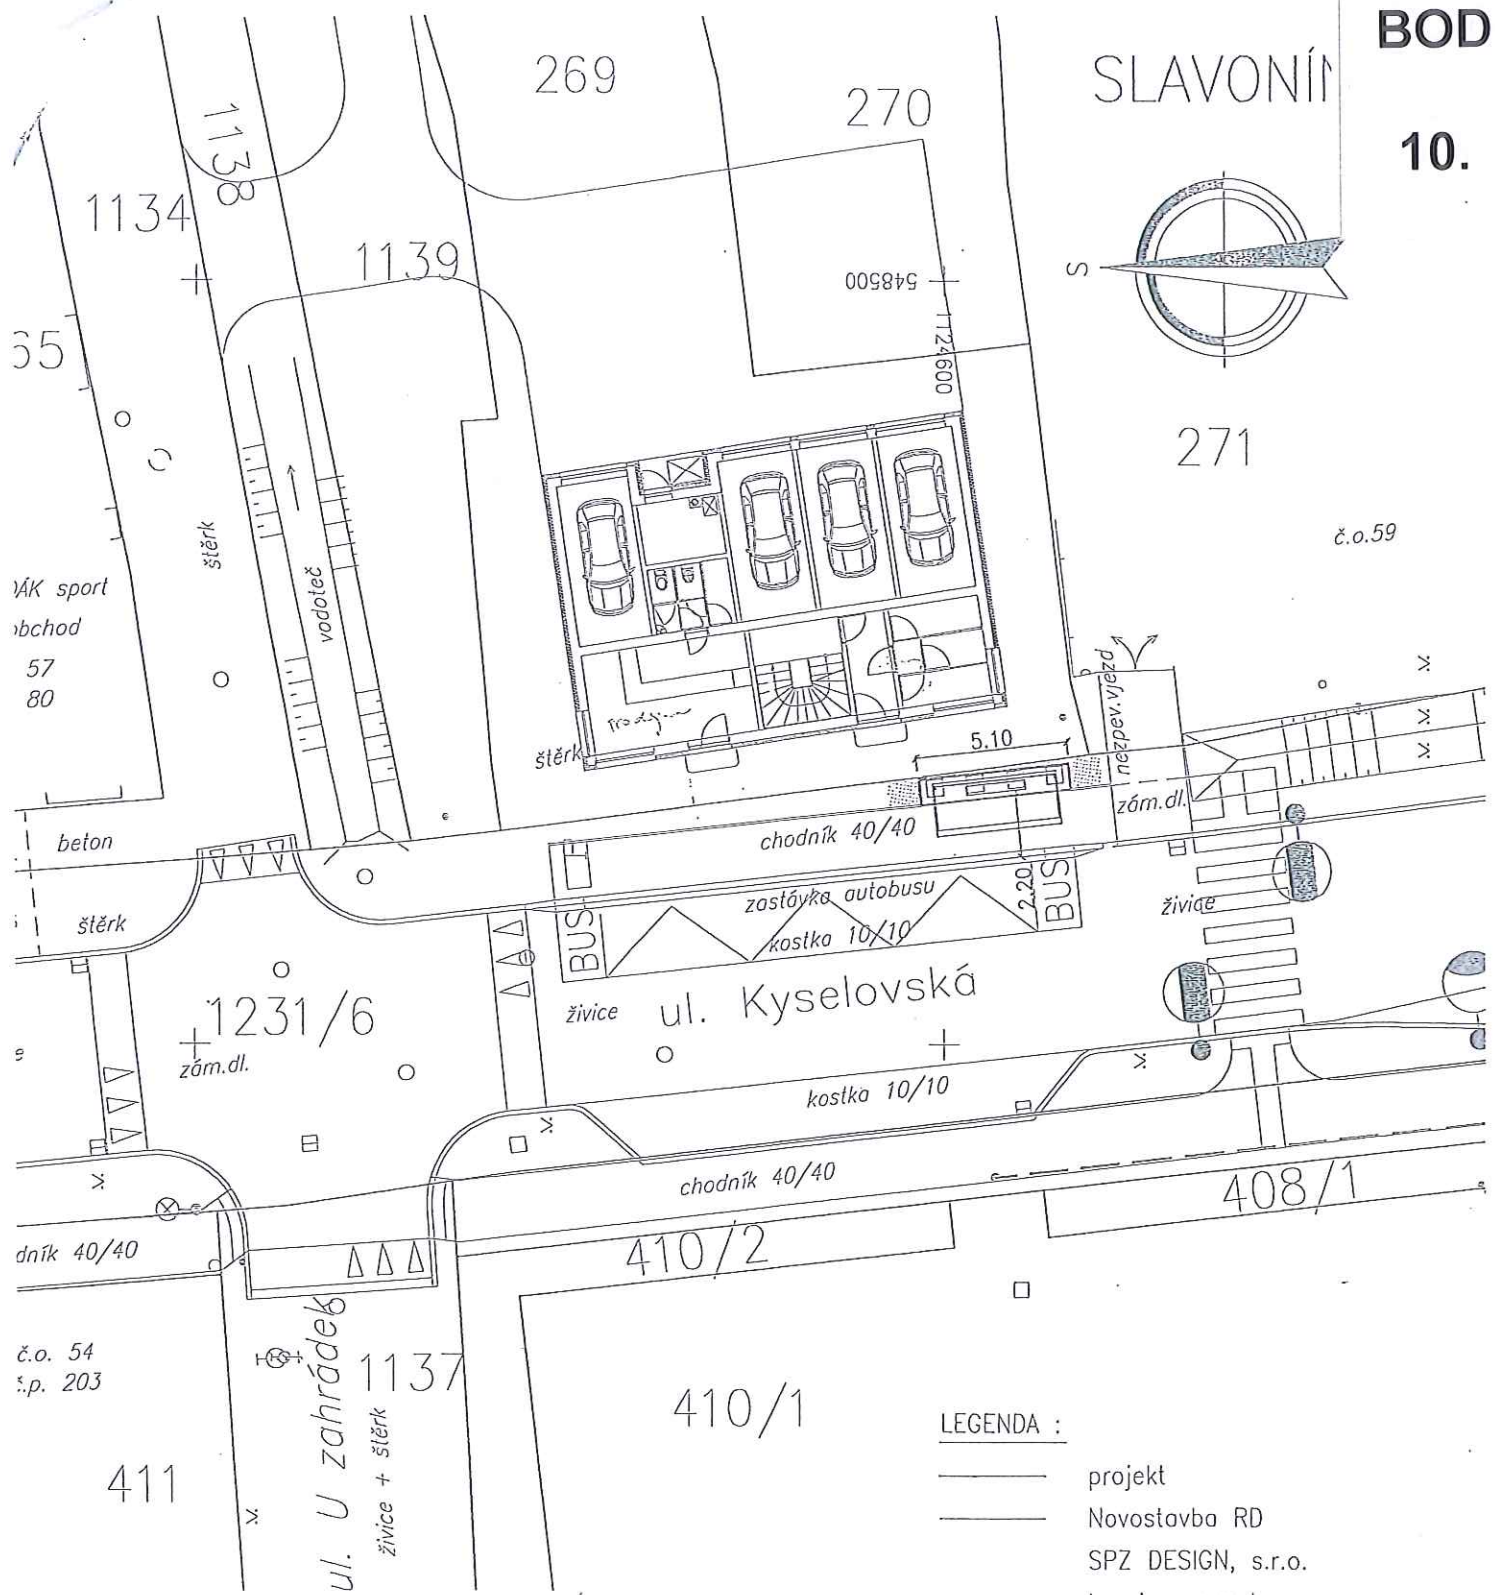 BOD
SLAVONÍN
10.
269
270
1138
1134
1139
S
548500
1124600
65
271
č.o.59
štěrk
vodoteč
ÁK sport
obchod
57
80
nezpev.vjezd
štěrk
prodejna
5.10
zám.dl.
beton
chodník 40/40
štěrk
zastávka autobusu
2.20
BUS
BUS
kostka 10/10
živice
1231/6
živice
ul. Kyselovská
zám.dl.
kostka 10/10
chodník 40/40
408/1
410/2
dník 40/40
č.o. 54
č.p. 203
ul. U zahrádek
1137
živice + štěrk
410/1
411
LEGENDA :
projekt
Novostavba RD
SPZ DESIGN, s.r.o.